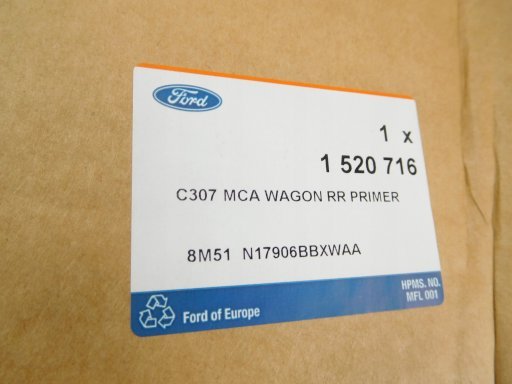 Ford
1 x
1 520 716
C307 MCA WAGON RR PRIMER
8M51 N17906BBXWAA
HPMS. NO.
MFL 001
Ford of Europe